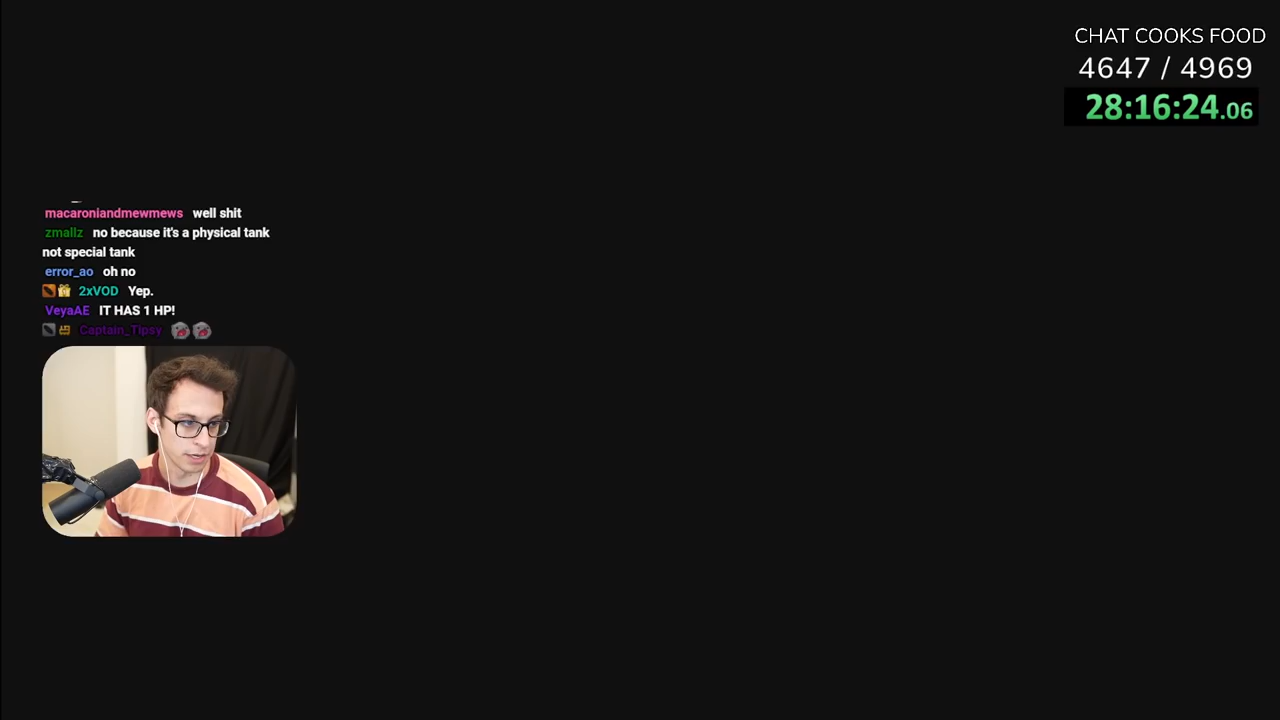 CHAT COOKS FOOD
4647 / 4969
28:16:24.06
macaroniandmewmews well shit
zmallz no because it's a physical tank
not special tank
error_ao oh no
2xVOD Yep.
VeyaAE IT HAS 1 HP!
Captain_Tipsy